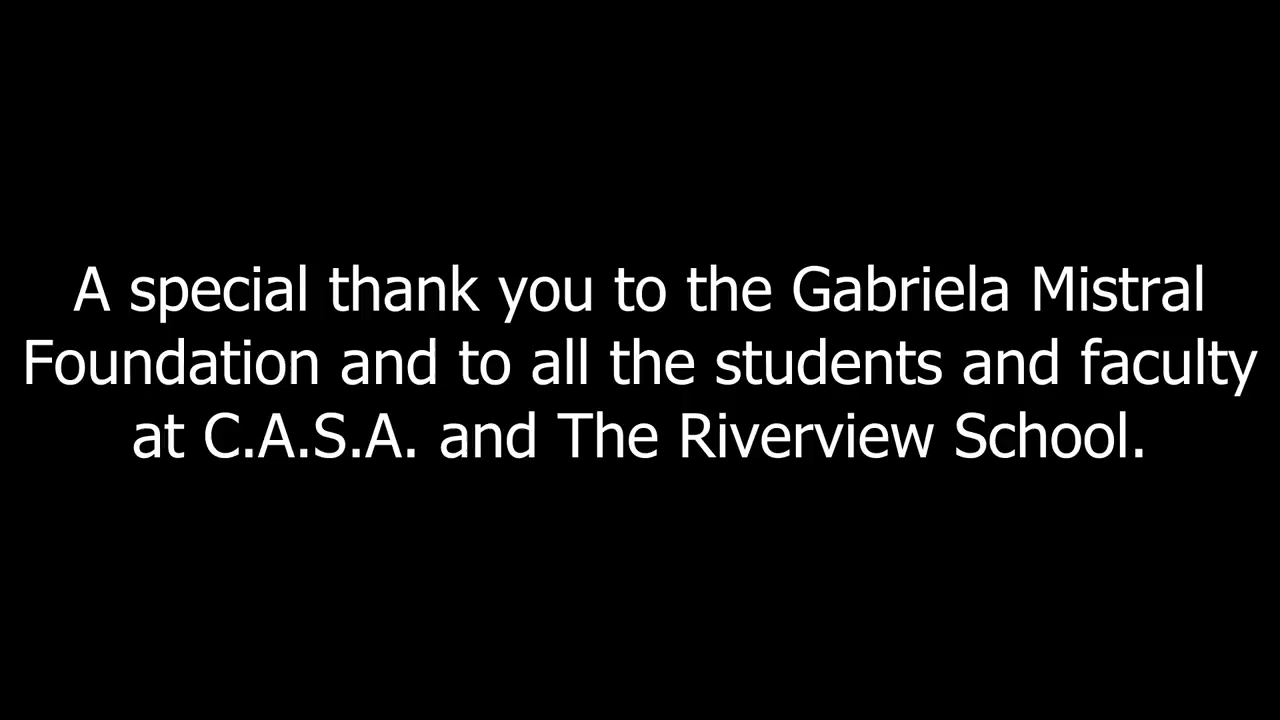 A special thank you to the Gabriela Mistral
Foundation and to all the students and faculty
at C.A.S.A. and The Riverview School.